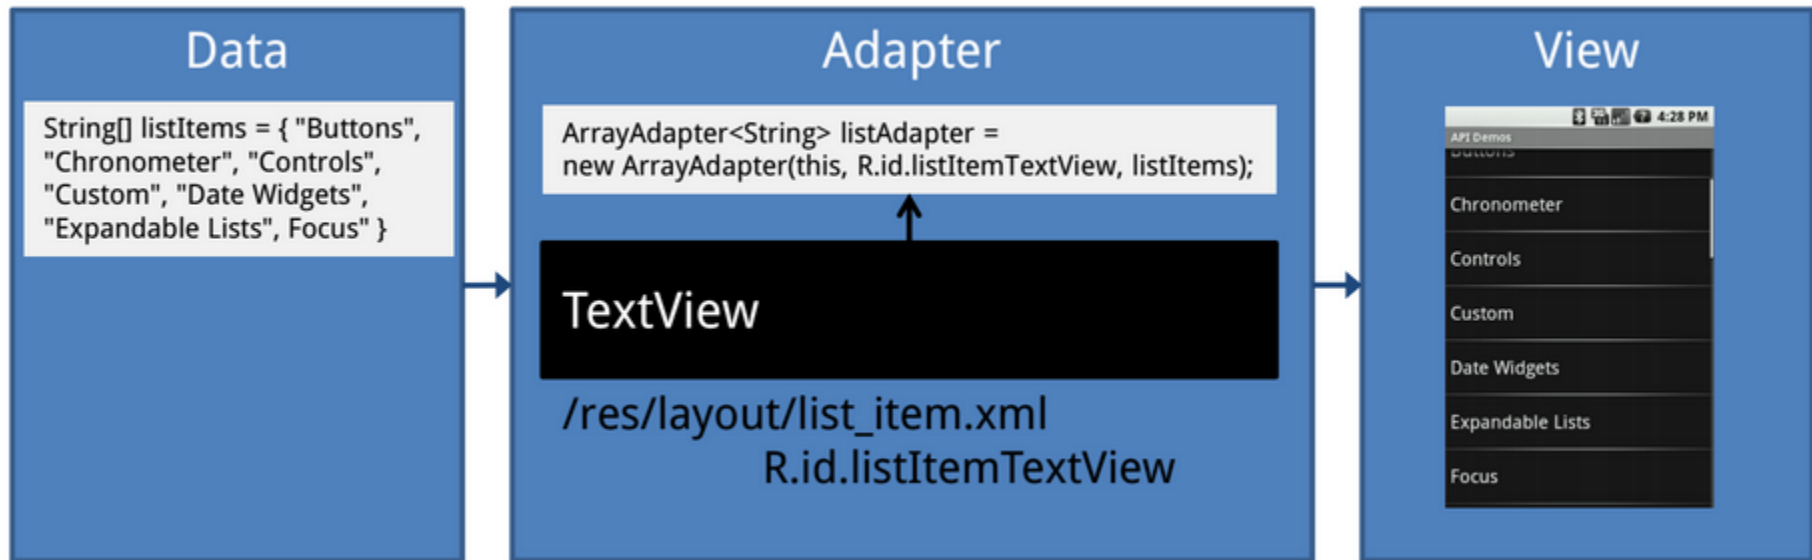 Data
String[] listItems = { "Buttons",
"Chronometer", "Controls",
"Custom", "Date Widgets",
"Expandable Lists", Focus" }
Adapter
ArrayAdapter<String> listAdapter =
new ArrayAdapter(this, R.id.listItemTextView, listItems);
TextView
/res/layout/list_item.xml
R.id.listItemTextView
View
4:28 PM
API Demos
Buttons
Chronometer
Controls
Custom
Date Widgets
Expandable Lists
Focus